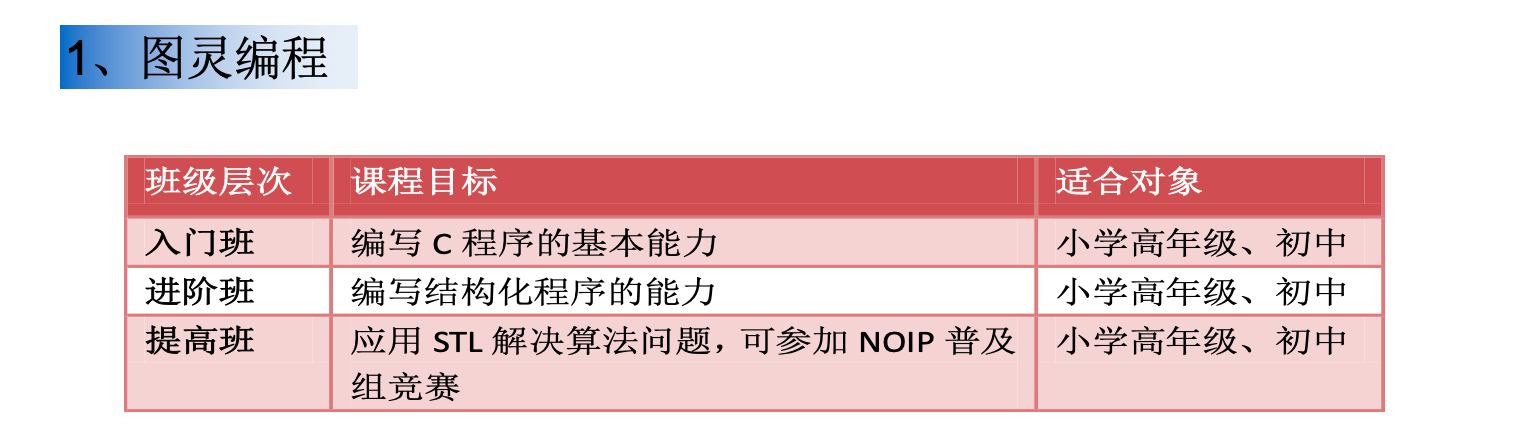 1、图灵编程
班级层次 课程目标 适合对象
入门班 编写 C 程序的基本能力 小学高年级、初中
进阶班 编写结构化程序的能力 小学高年级、初中
提高班 应用 STL 解决算法问题，可参加 NOIP 普及 小学高年级、初中
组竞赛